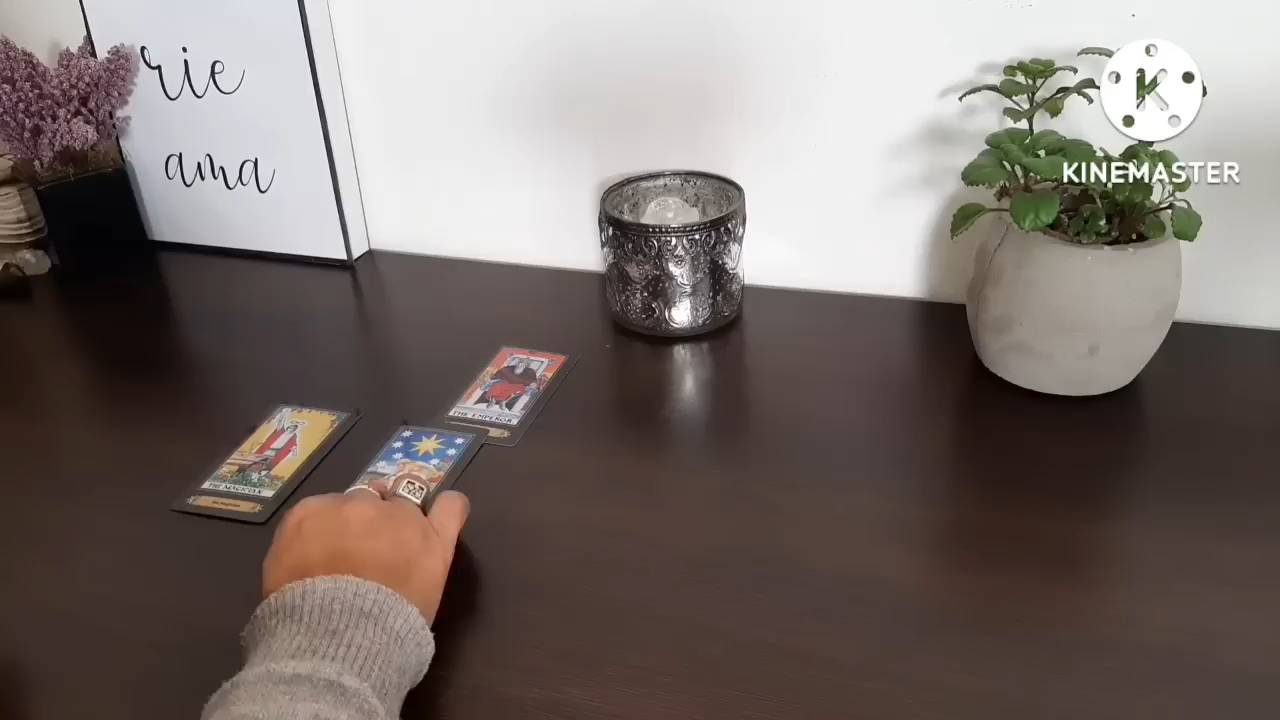 rie
ama
KINEMASTER
THE EMPEROR
THE MAGICIAN